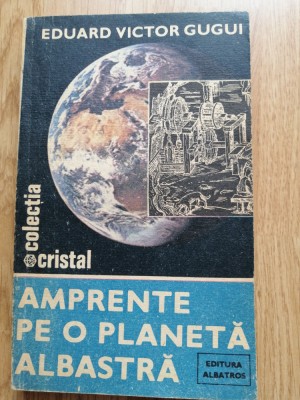 EDUARD VICTOR GUGUI
colecția
cristal
AMPRENTE
PE O PLANETĂ
ALBASTRĂ
EDITURA
ALBATROS